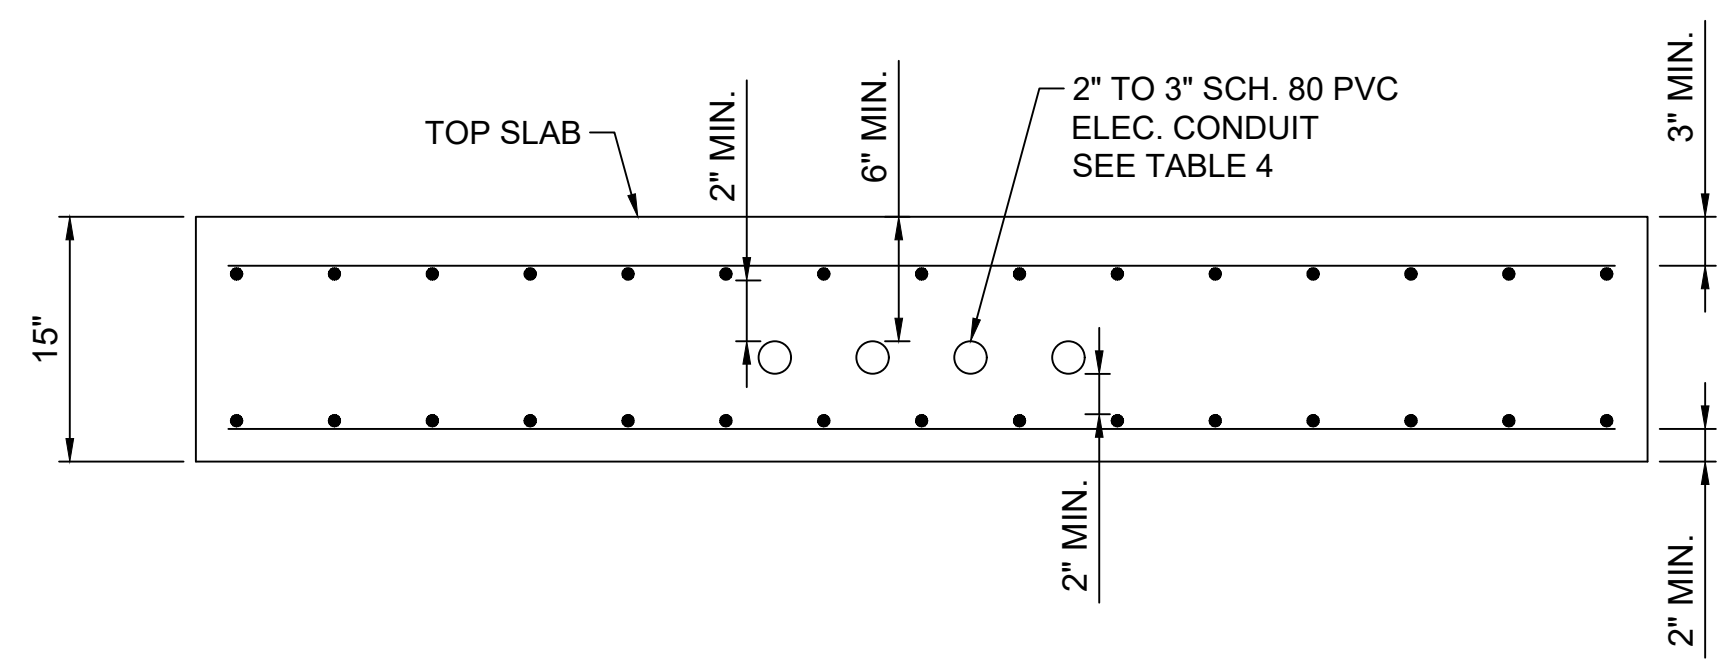 TOP SLAB
2" MIN.
6" MIN.
2" TO 3" SCH. 80 PVC
ELEC. CONDUIT
SEE TABLE 4
3" MIN.
15"
2" MIN.
2" MIN.